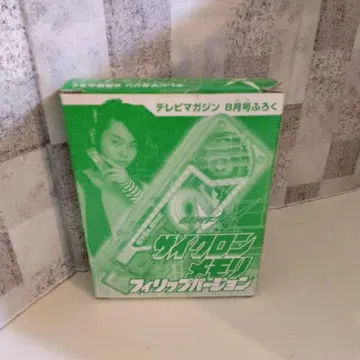 テレビマガジン 8月号ふろく
サイクロン
メモリ
フィリップバージョン